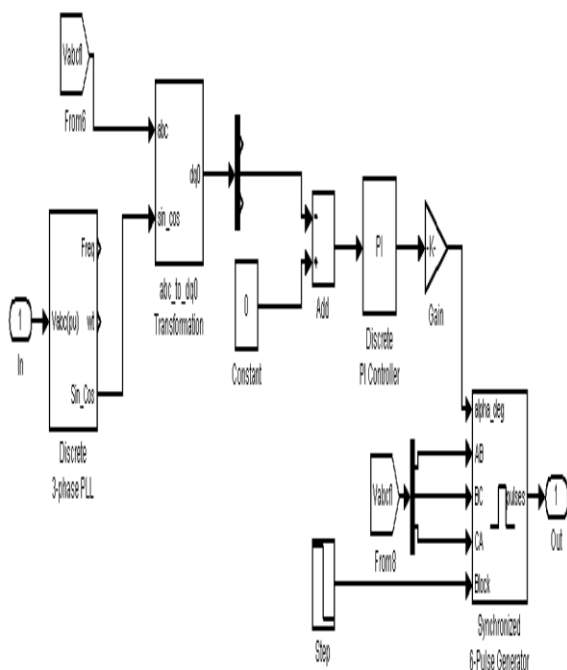 Vabcfl
From6
abc
dq0
sin_cos
abc_to_dq0
Transformation
Freq
Vabc(pu)
wt
Sin_Cos
1
In
Discrete
3-phase PLL
0
Constant
-
+
Add
PI
Discrete
PI Controller
-K-
Gain
alpha_deg
AB
BC
CA
Block
pulses
Synchronized
6-Pulse Generator
Vabcfl
From8
Step
1
Out